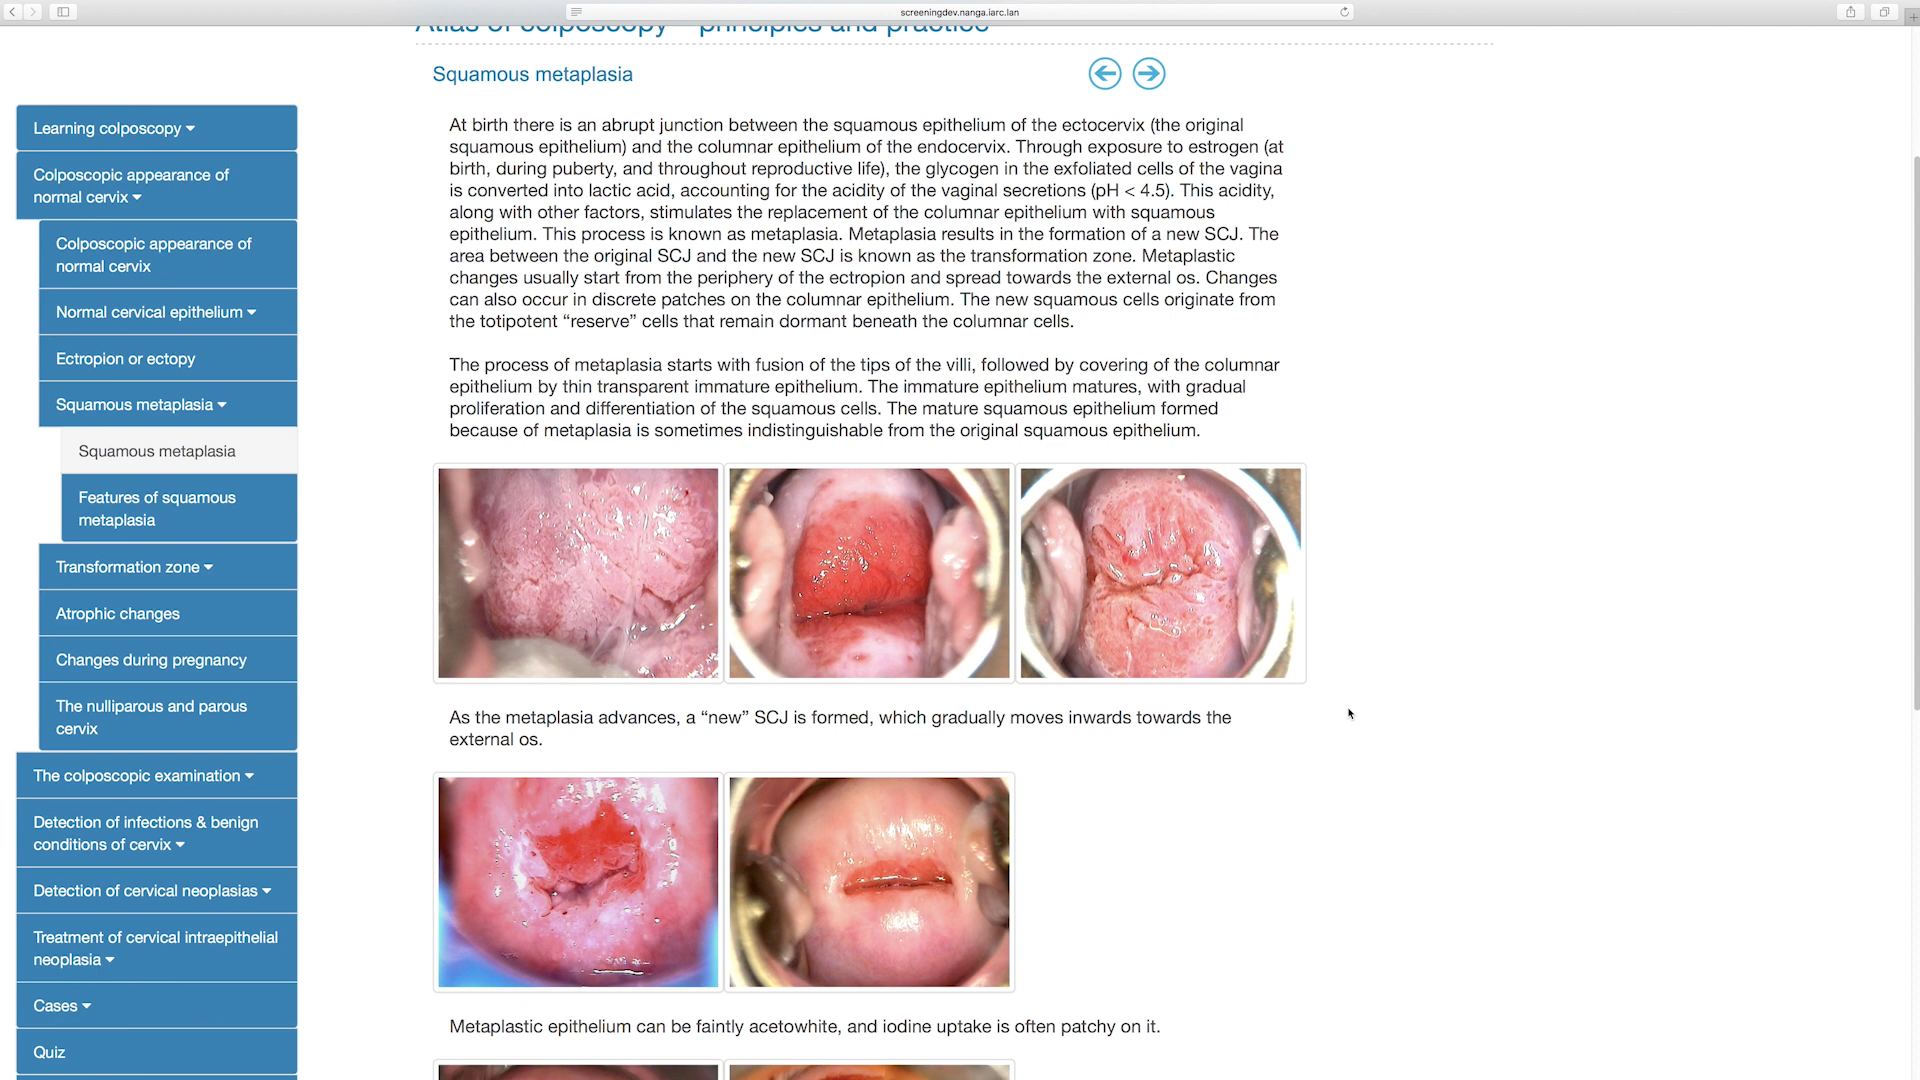 screeningdev.nanga.iarc.lan
Atlas of colposcopy – principles and practice
Squamous metaplasia
Learning colposcopy
Colposcopic appearance of
normal cervix
Colposcopic appearance of
normal cervix
Normal cervical epithelium
Ectropion or ectopy
Squamous metaplasia
Squamous metaplasia
Features of squamous
metaplasia
Transformation zone
Atrophic changes
Changes during pregnancy
The nulliparous and parous
cervix
The colposcopic examination
Detection of infections & benign
conditions of cervix
Detection of cervical neoplasias
Treatment of cervical intraepithelial
neoplasia
Cases
Quiz
At birth there is an abrupt junction between the squamous epithelium of the ectocervix (the original
squamous epithelium) and the columnar epithelium of the endocervix. Through exposure to estrogen (at
birth, during puberty, and throughout reproductive life), the glycogen in the exfoliated cells of the vagina
is converted into lactic acid, accounting for the acidity of the vaginal secretions (pH < 4.5). This acidity,
along with other factors, stimulates the replacement of the columnar epithelium with squamous
epithelium. This process is known as metaplasia. Metaplasia results in the formation of a new SCJ. The
area between the original SCJ and the new SCJ is known as the transformation zone. Metaplastic
changes usually start from the periphery of the ectropion and spread towards the external os. Changes
can also occur in discrete patches on the columnar epithelium. The new squamous cells originate from
the totipotent “reserve” cells that remain dormant beneath the columnar cells.
The process of metaplasia starts with fusion of the tips of the villi, followed by covering of the columnar
epithelium by thin transparent immature epithelium. The immature epithelium matures, with gradual
proliferation and differentiation of the squamous cells. The mature squamous epithelium formed
because of metaplasia is sometimes indistinguishable from the original squamous epithelium.
As the metaplasia advances, a “new” SCJ is formed, which gradually moves inwards towards the
external os.
Metaplastic epithelium can be faintly acetowhite, and iodine uptake is often patchy on it.